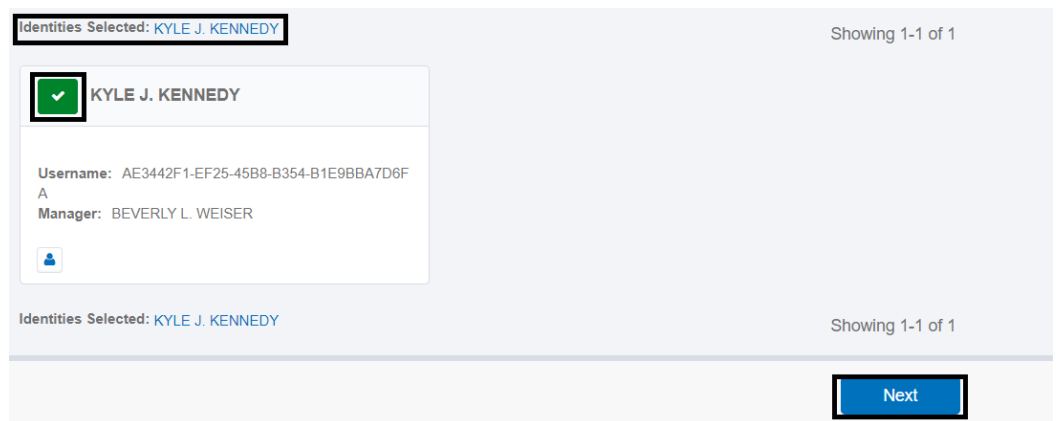 Identities Selected: KYLE J. KENNEDY
Showing 1-1 of 1
KYLE J. KENNEDY
Username: AE3442F1-EF25-45B8-B354-B1E9BBA7D6F
A
Manager: BEVERLY L. WEISER
Identities Selected: KYLE J. KENNEDY
Showing 1-1 of 1
Next